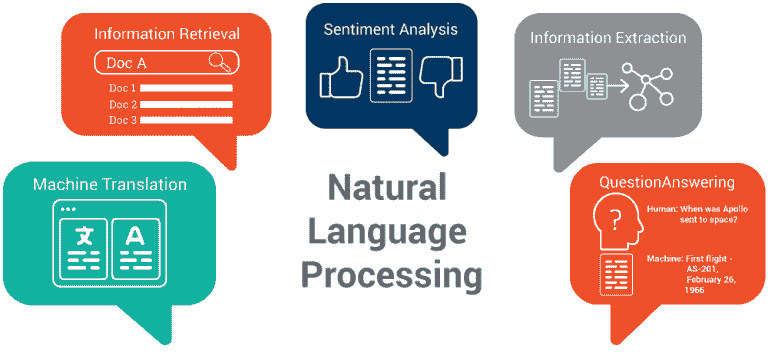 Information Retrieval
Doc A
Doc 1
Doc 2
Doc 3
Sentiment Analysis
Information Extraction
Machine Translation
文 A
Natural
Language
Processing
QuestionAnswering
?
Human: When was Apollo
sent to space?
Machine: First flight -
AS-201,
February 26,
1966